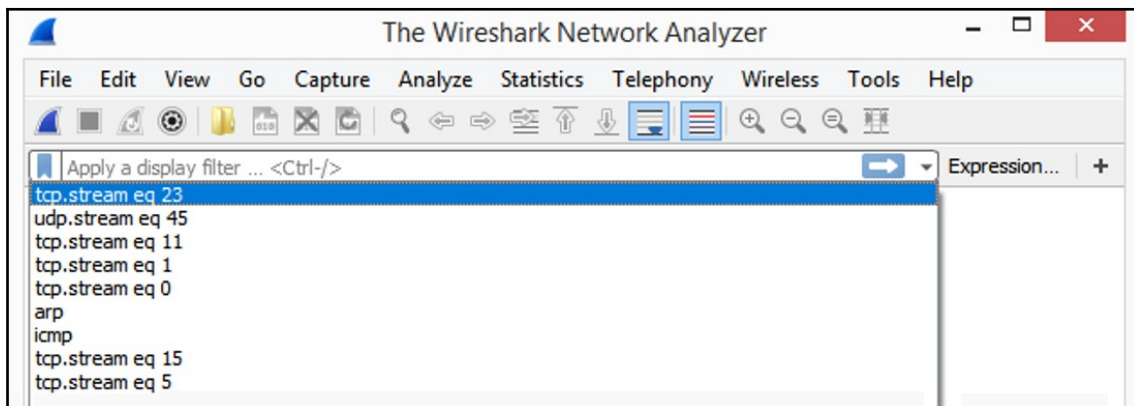 The Wireshark Network Analyzer
File Edit View Go Capture Analyze Statistics Telephony Wireless Tools Help
Apply a display filter ... <Ctrl-/> Expression... +
tcp.stream eq 23
udp.stream eq 45
tcp.stream eq 11
tcp.stream eq 1
tcp.stream eq 0
arp
icmp
tcp.stream eq 15
tcp.stream eq 5